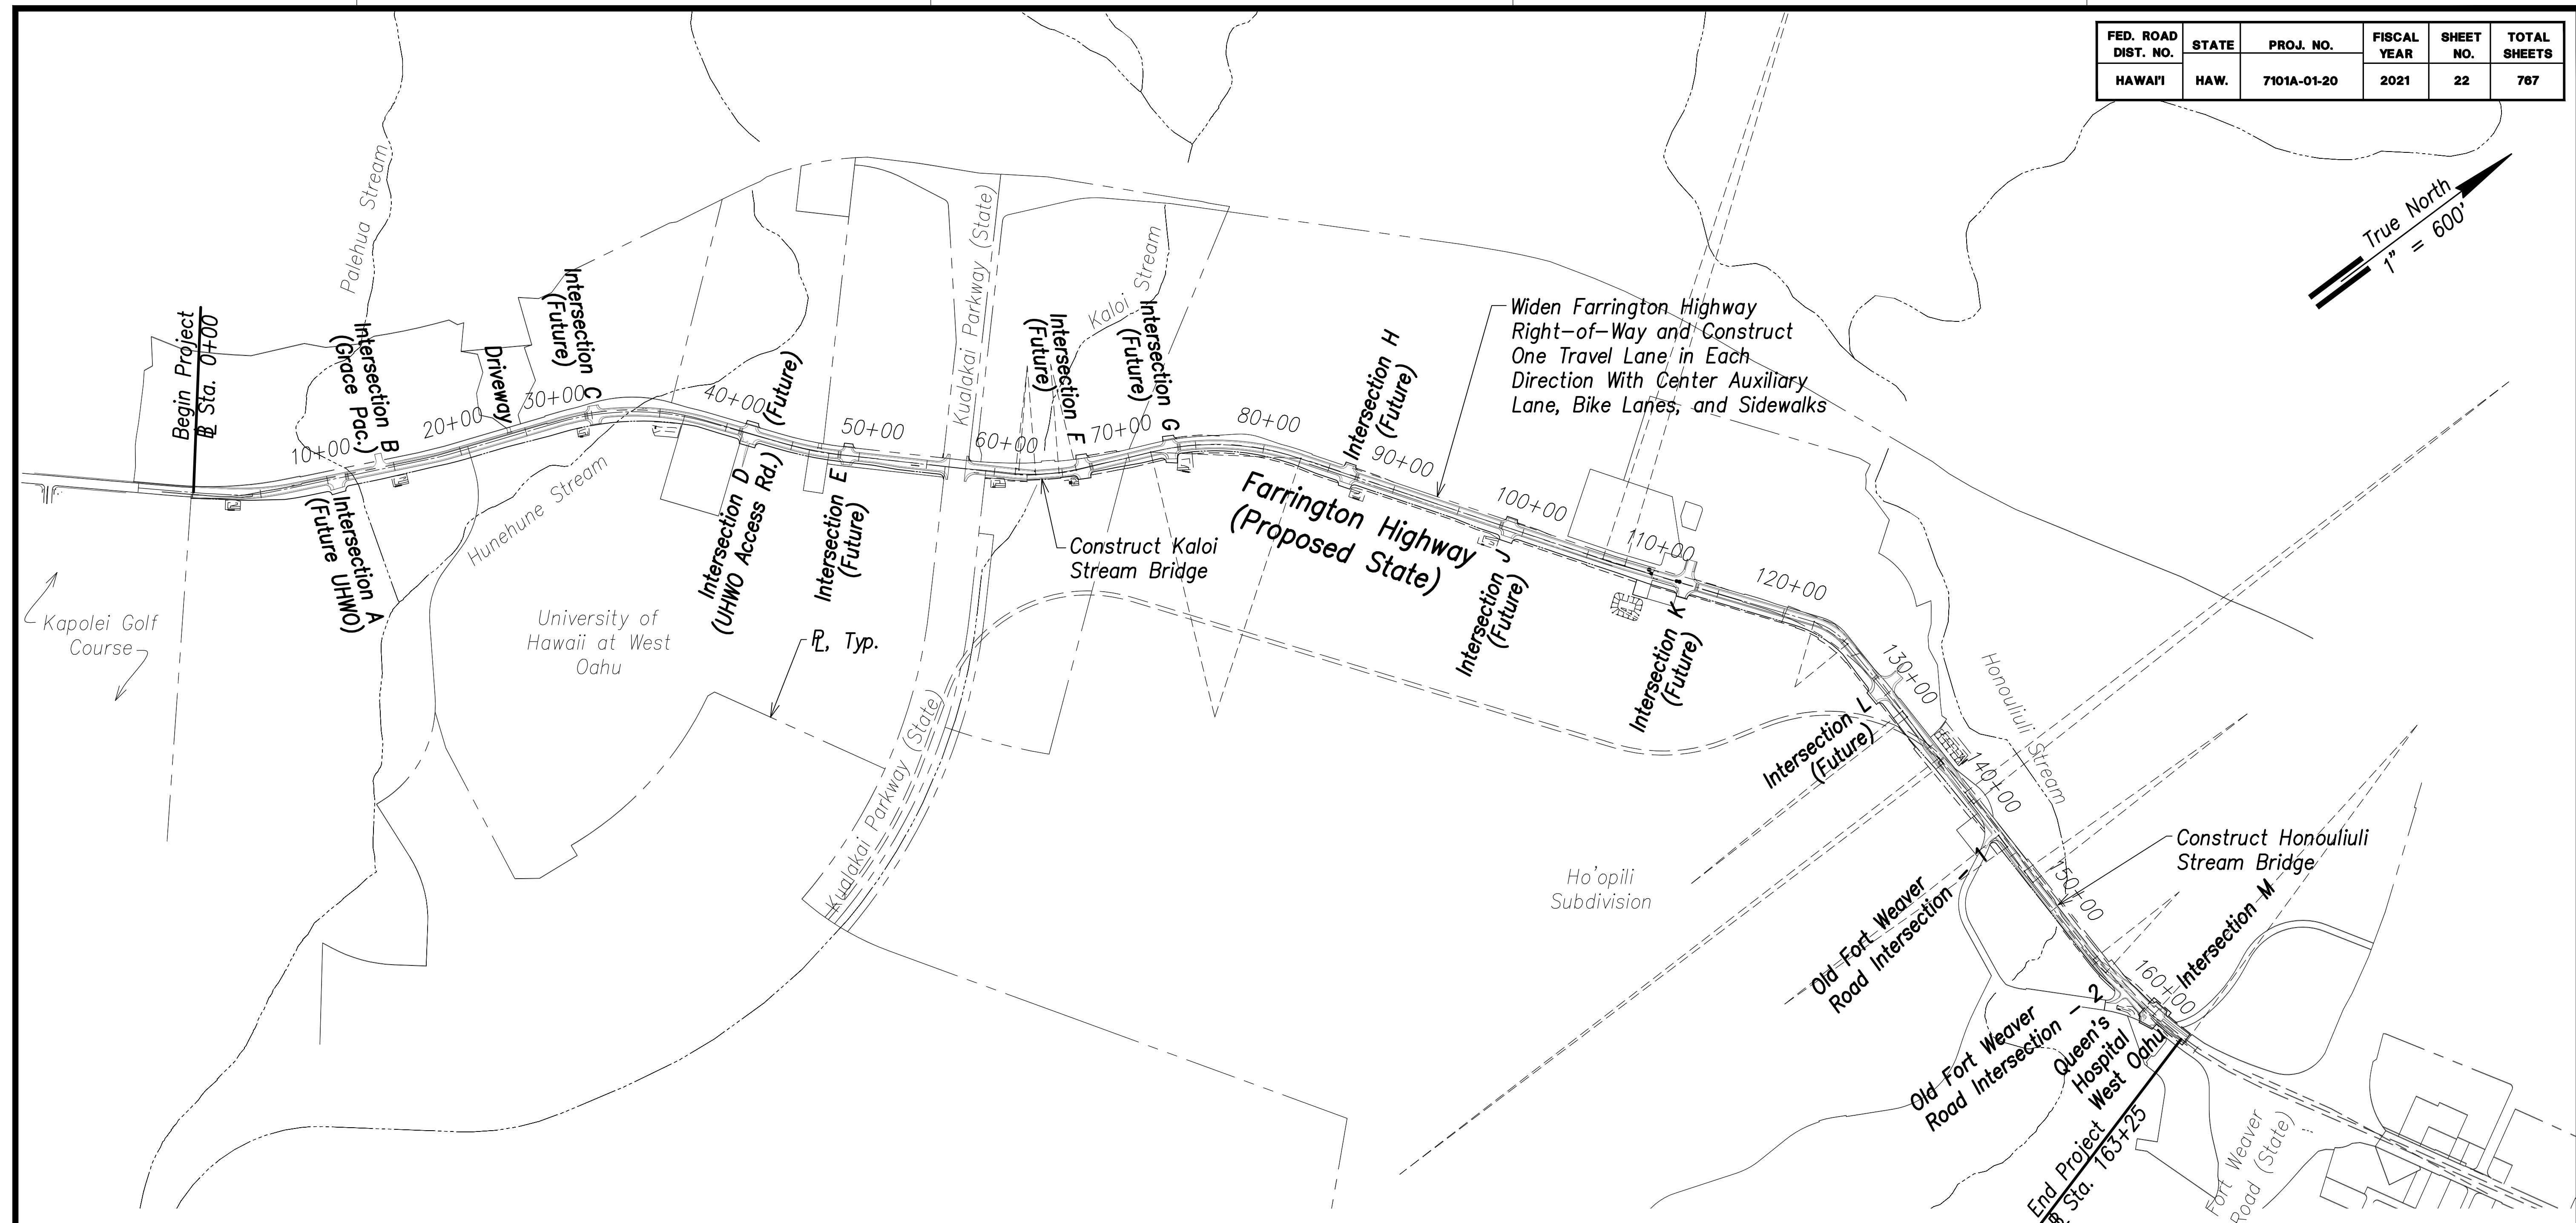 FED. ROAD DIST. NO.
STATE
PROJ. NO.
FISCAL YEAR
SHEET NO.
TOTAL SHEETS
HAWAI'I
HAW.
7101A-01-20
2021
22
767
True North
1" = 600'
Palehua Stream
Begin Project
Sta. 0+00
Intersection B
(Grace Pac.)
Driveway
Intersection C
(Future)
10+00
20+00
30+00
40+00
(Future)
50+00
Kualakai Parkway (State)
60+00
Intersection F
(Future)
Kaloi Stream
70+00
Intersection G
(Future)
80+00
Intersection H
(Future)
90+00
Widen Farrington Highway
Right-of-Way and Construct
One Travel Lane in Each
Direction With Center Auxiliary
Lane, Bike Lanes, and Sidewalks
100+00
110+00
120+00
130+00
140+00
150+00
160+00
Intersection A
(Future UHWO)
Hunehune Stream
Intersection D
(UHWO Access Rd.)
Intersection E
(Future)
Construct Kaloi
Stream Bridge
Farrington Highway
(Proposed State)
Intersection J
(Future)
Intersection K
(Future)
Intersection L
(Future)
Honouliuli Stream
Construct Honouliuli
Stream Bridge
Intersection M
Kapolei Golf
Course
University of
Hawaii at West
Oahu
PL, Typ.
Kualakai Parkway (State)
Ho'opili
Subdivision
Old Fort Weaver
Road Intersection - 1
Old Fort Weaver
Road Intersection - 2
Queen's
Hospital
West Oahu
End Project
Sta. 163+25
Fort Weaver
Road (State)